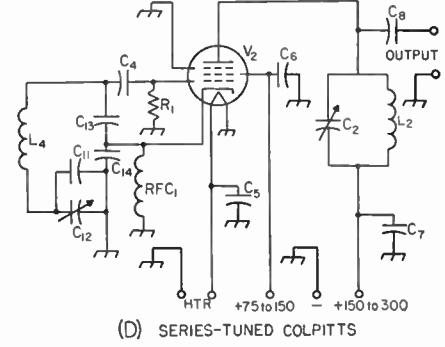 V2
C8
OUTPUT
C4
C6
R1
L4
C13
C2
L2
C11
C14
RFC1
C5
C12
C7
HTR
+75 to 150
−
+150 to 300
(D) SERIES-TUNED COLPITTS